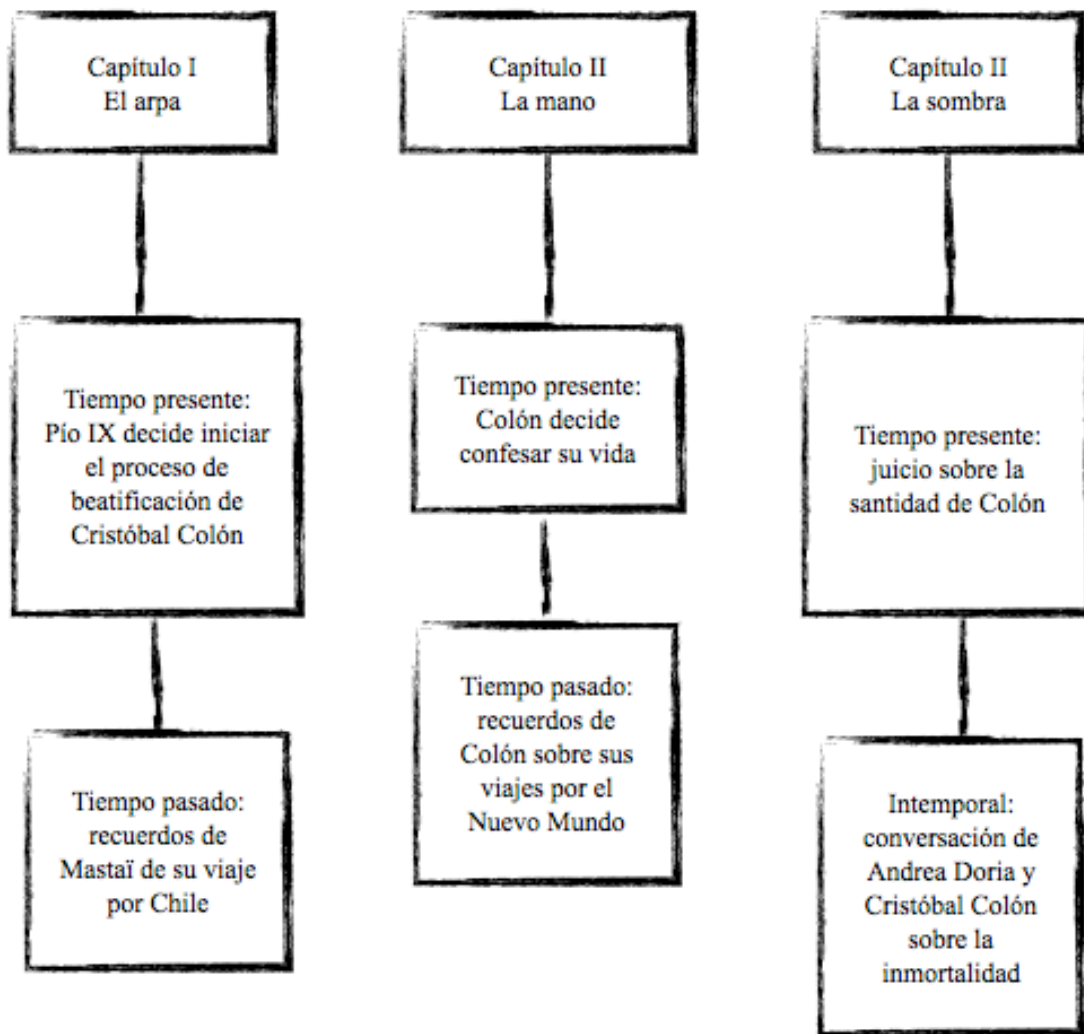 Capítulo I
El arpa
Tiempo presente:
Pío IX decide iniciar
el proceso de
beatificación de
Cristóbal Colón
Tiempo pasado:
recuerdos de
Mastaï de su viaje
por Chile
Capítulo II
La mano
Tiempo presente:
Colón decide
confesar su vida
Tiempo pasado:
recuerdos de
Colón sobre sus
viajes por el
Nuevo Mundo
Capítulo II
La sombra
Tiempo presente:
juicio sobre la
santidad de Colón
Intemporal:
conversación de
Andrea Doria y
Cristóbal Colón
sobre la
inmortalidad